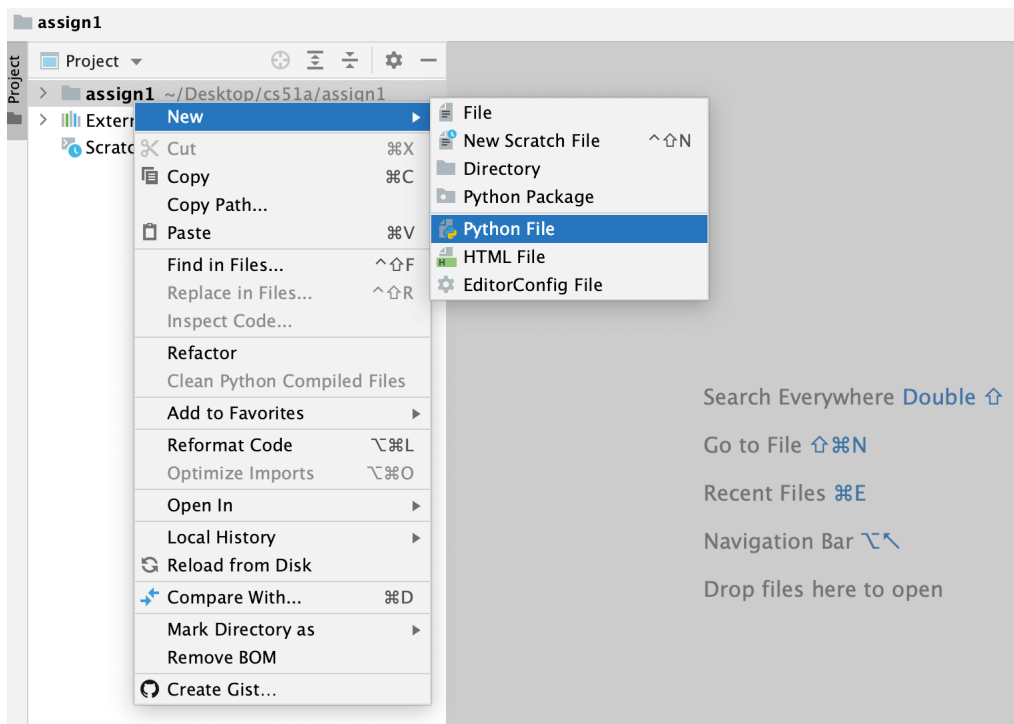 assign1
Project
Project
assign1 ~/Desktop/cs51a/assign1
Extern
Scratc
New
Cut ⌘X
Copy ⌘C
Copy Path...
Paste ⌘V
Find in Files... ^⇧F
Replace in Files... ^⇧R
Inspect Code...
Refactor
Clean Python Compiled Files
Add to Favorites
Reformat Code ⌥⌘L
Optimize Imports ⌥⌘O
Open In
Local History
Reload from Disk
Compare With... ⌘D
Mark Directory as
Remove BOM
Create Gist...
File
New Scratch File ^⇧N
Directory
Python Package
Python File
HTML File
EditorConfig File
Search Everywhere Double ⇧
Go to File ⇧⌘N
Recent Files ⌘E
Navigation Bar ⌥↖
Drop files here to open